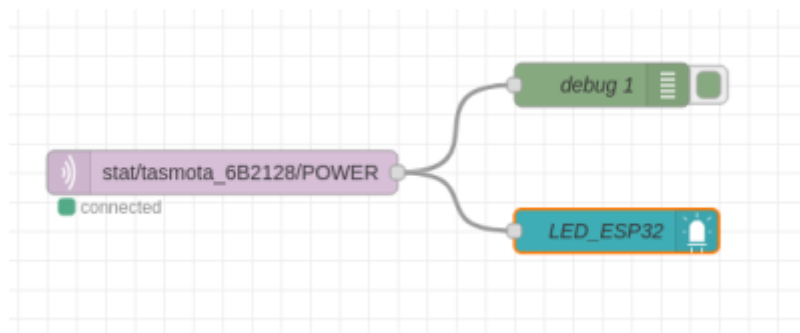 debug 1
stat/tasmota_6B2128/POWER
connected
LED_ESP32